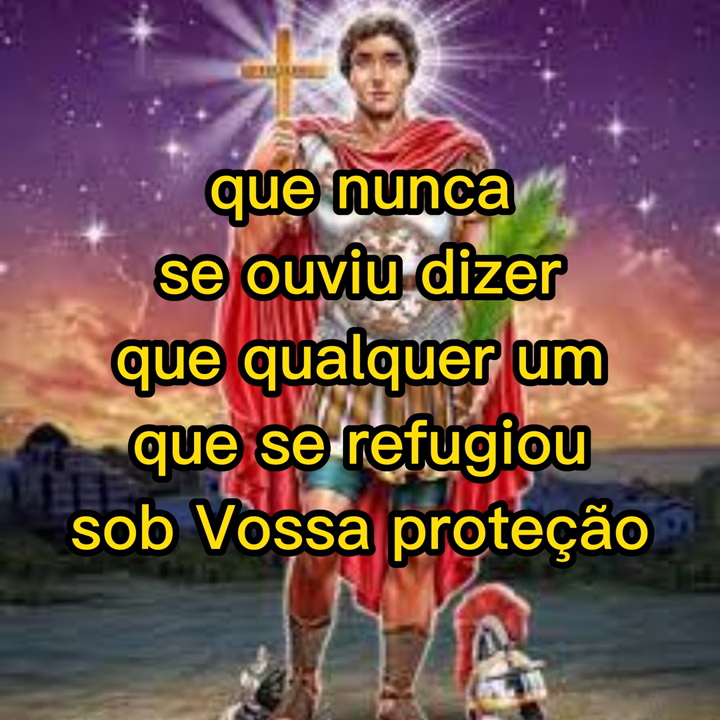 que nunca
se ouviu dizer
que qualquer um
que se refugiou
sob Vossa proteção